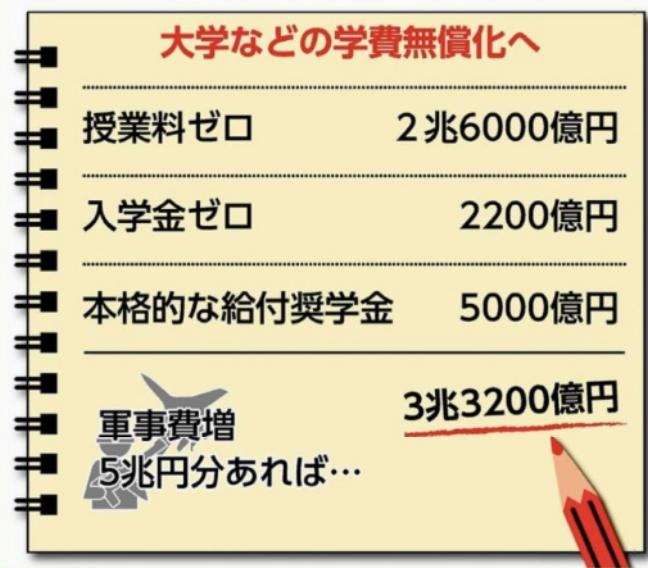 大学などの学費無償化へ
授業料ゼロ 2兆6000億円
入学金ゼロ 2200億円
本格的な給付奨学金 5000億円
3兆3200億円
軍事費増
5兆円分あれば…